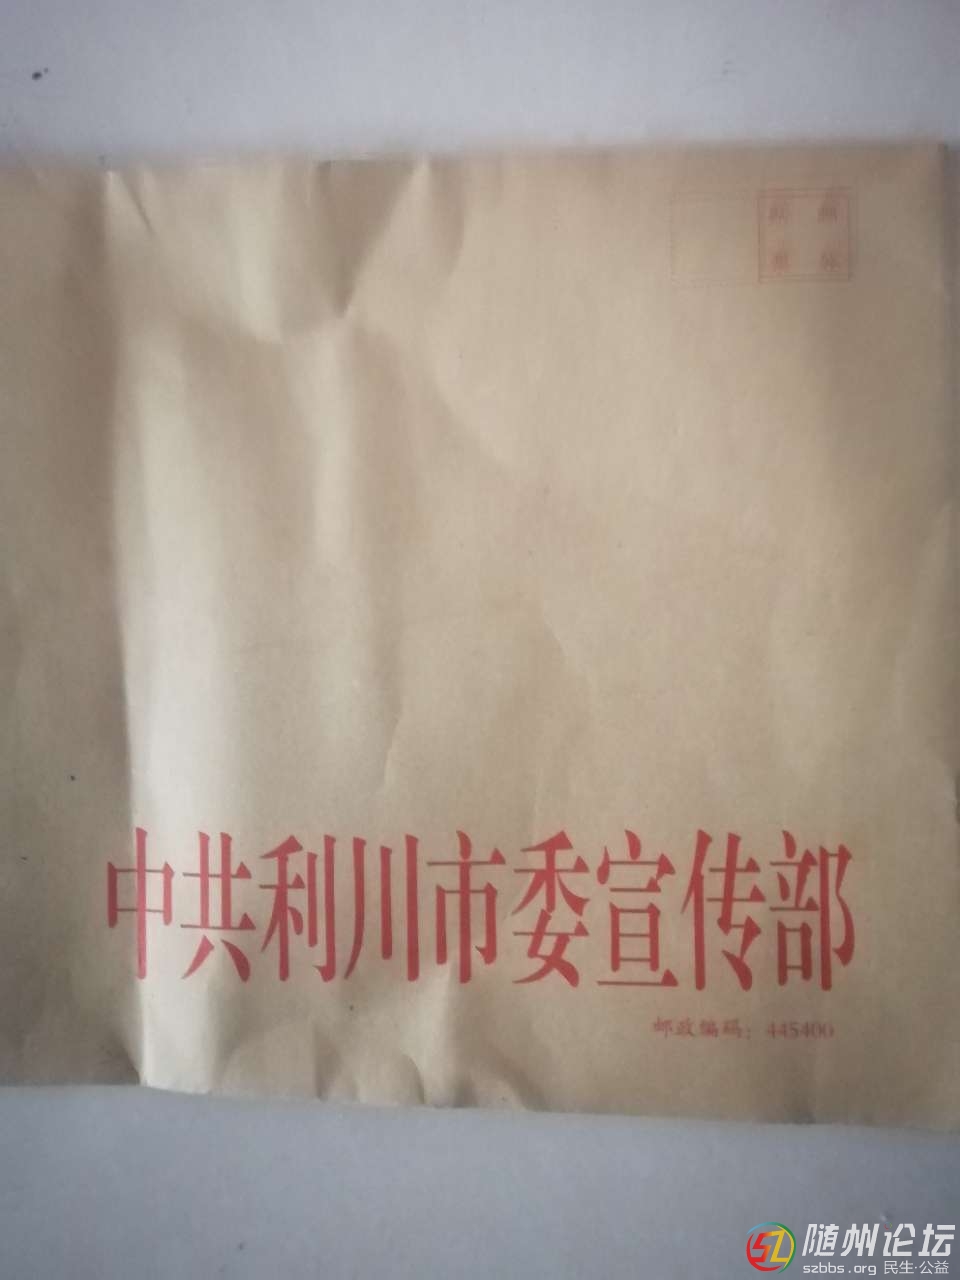 中共利川市委宣传部
邮政编码：445400
随州论坛
szbbs.org 民生·公益